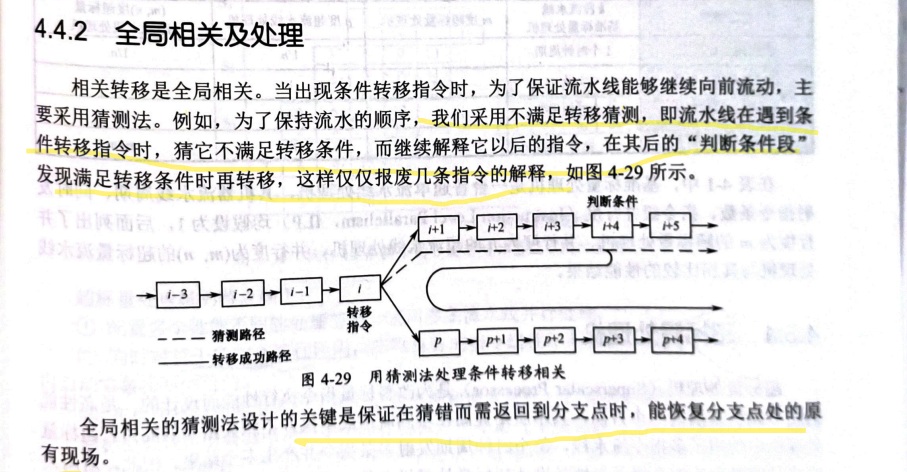 4.4.2 全局相关及处理
相关转移是全局相关。当出现条件转移指令时，为了保证流水线能够继续向前流动，主
要采用猜测法。例如，为了保持流水的顺序，我们采用不满足转移猜测，即流水线在遇到条
件转移指令时，猜它不满足转移条件，而继续解释它以后的指令，在其后的“判断条件段”
发现满足转移条件时再转移，这样仅仅报废几条指令的解释，如图 4-29 所示。
判断条件
i+1 i+2 i+3 i+4 i+5
i-3 i-2 i-1 i
转移
指令
猜测路径
转移成功路径
p p+1 p+2 p+3 p+4
图 4-29 用猜测法处理条件转移相关
全局相关的猜测法设计的关键是保证在猜错而需返回到分支点时，能恢复分支点处的原
有现场。